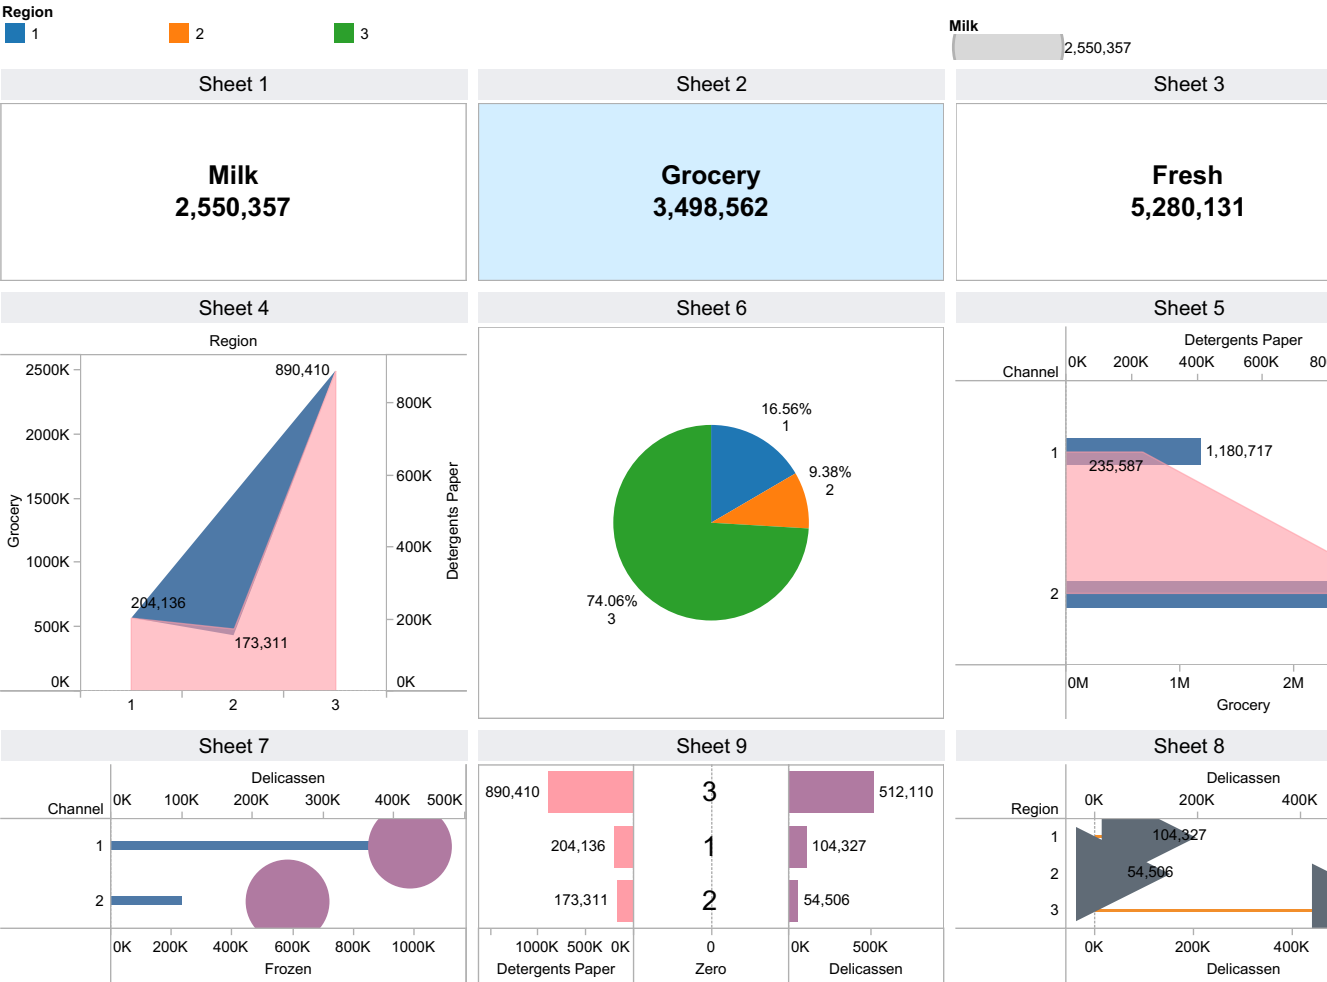 Region
1
2
3
Milk
2,550,357
Sheet 1
Sheet 2
Sheet 3
Milk
2,550,357
Grocery
3,498,562
Fresh
5,280,131
Sheet 4
Region
2500K
2000K
1500K
1000K
500K
0K
Grocery
890,410
204,136
173,311
800K
600K
400K
200K
0K
Detergents Paper
1
2
3
Sheet 6
16.56%
1
9.38%
2
74.06%
3
Sheet 5
Detergents Paper
Channel
0K
200K
400K
600K
80
1
1,180,717
235,587
2
0M
1M
2M
Grocery
Sheet 7
Delicassen
Channel
0K
100K
200K
300K
400K
500K
1
2
0K
200K
400K
600K
800K
1000K
Frozen
Sheet 9
890,410
3
512,110
204,136
1
104,327
173,311
2
54,506
1000K
500K
0K
0
0K
500K
Detergents Paper
Zero
Delicassen
Sheet 8
Delicassen
Region
0K
200K
400K
1
104,327
2
54,506
3
0K
200K
400K
Delicassen